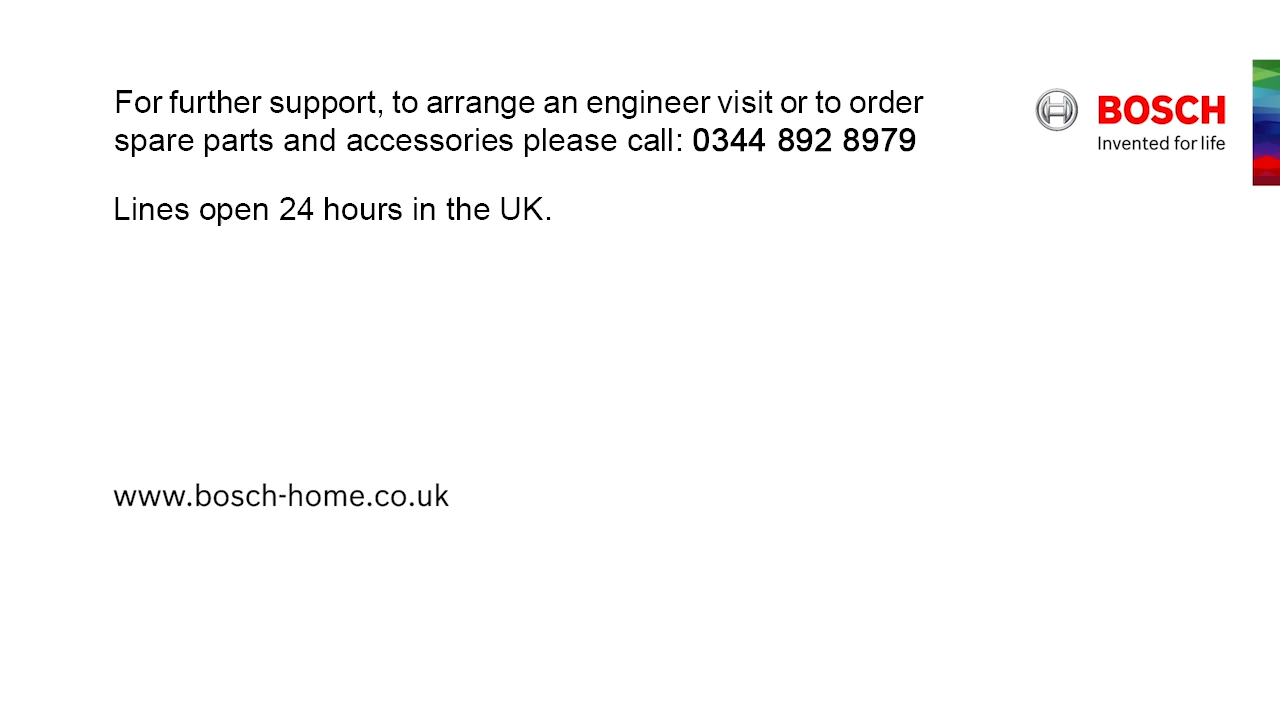 For further support, to arrange an engineer visit or to order
spare parts and accessories please call: 0344 892 8979
Lines open 24 hours in the UK.
BOSCH
Invented for life
www.bosch-home.co.uk